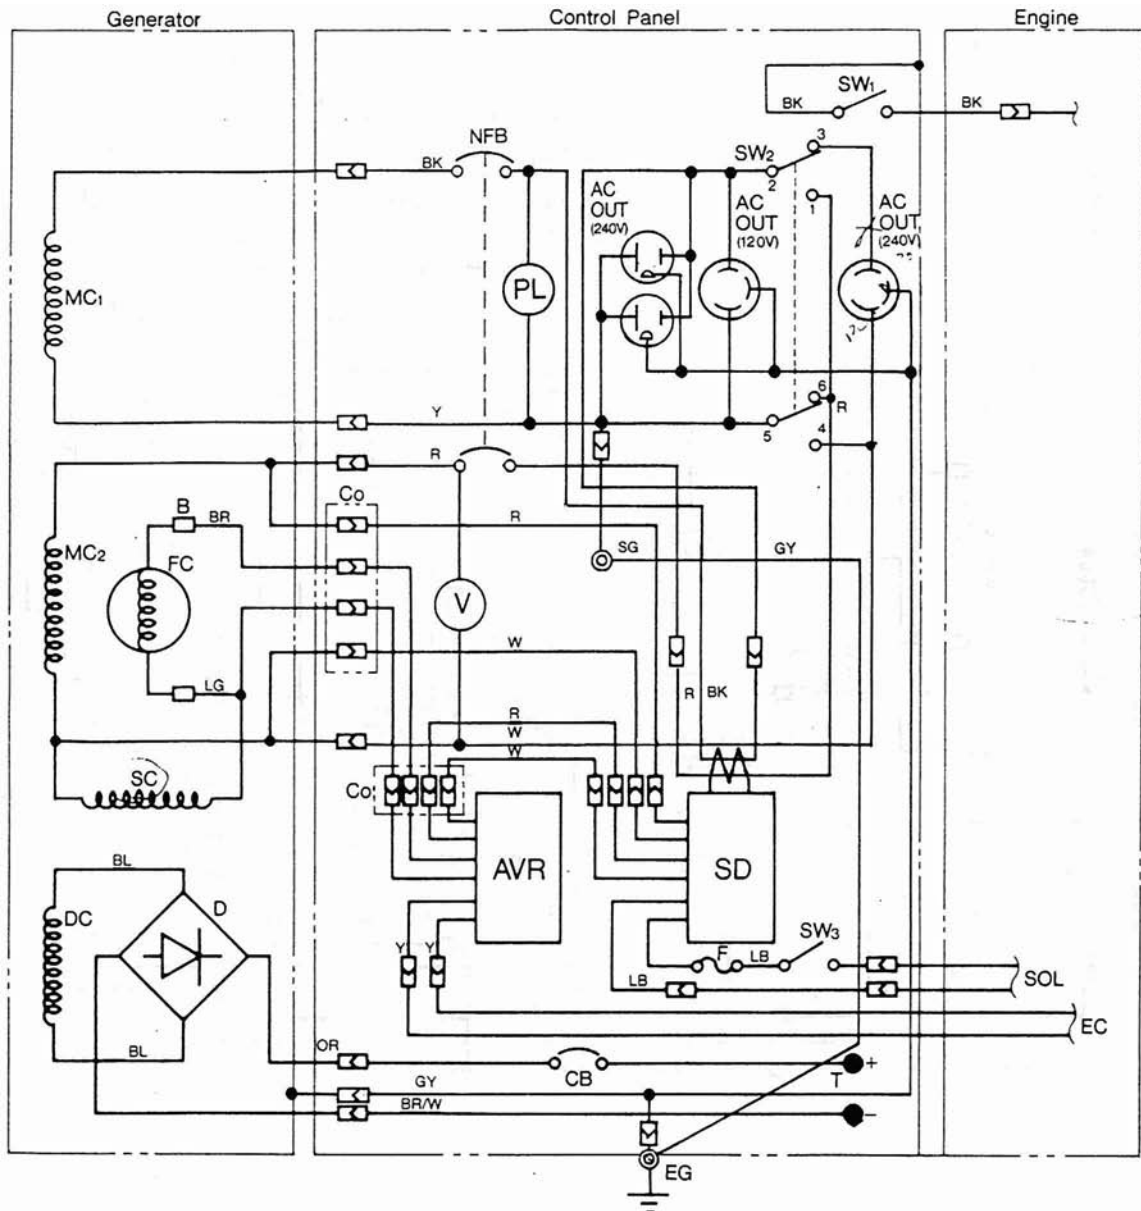 Generator
Control Panel
Engine
SW1
BK
BK
NFB
BK
SW2
3
2
1
AC
OUT
(240V)
AC
OUT
(120V)
AC
OUT
(240V)
MC1
PL
Y
6
R
5
4
R
Co
B
BR
R
SG
GY
MC2
FC
V
W
LG
R
BK
R
W
W
SC
Co
AVR
SD
BL
DC
D
SW3
F
LB
Y
Y
LB
SOL
EC
BL
OR
CB
T
+
GY
BR/W
-
EG